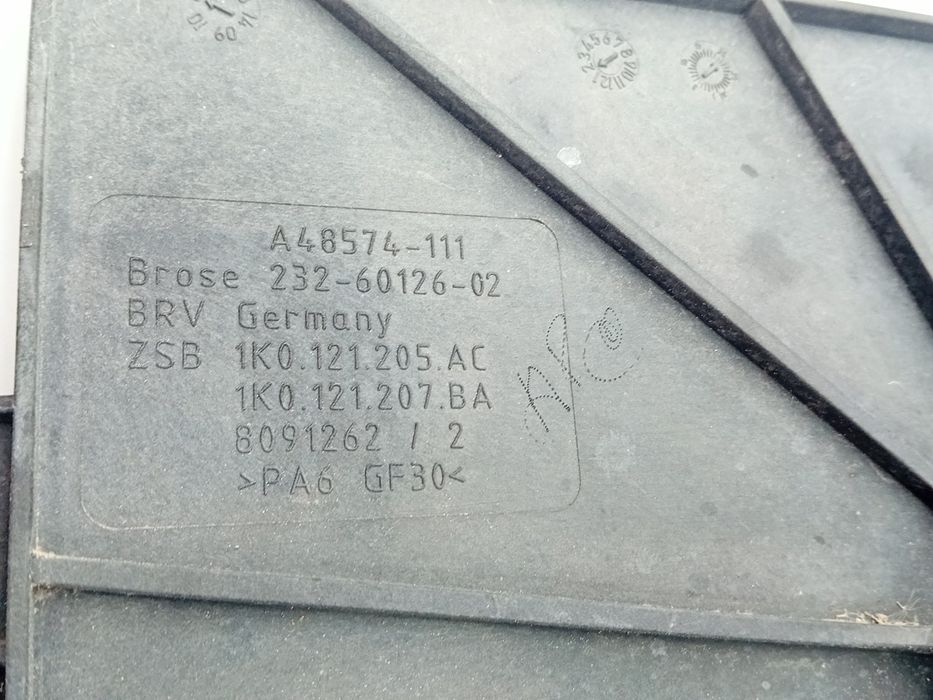 A48574-111
Brose 232-60126-02
BRV Germany
ZSB 1K0.121.205.AC
1K0.121.207.BA
8091262 / 2
>PA6 GF30<